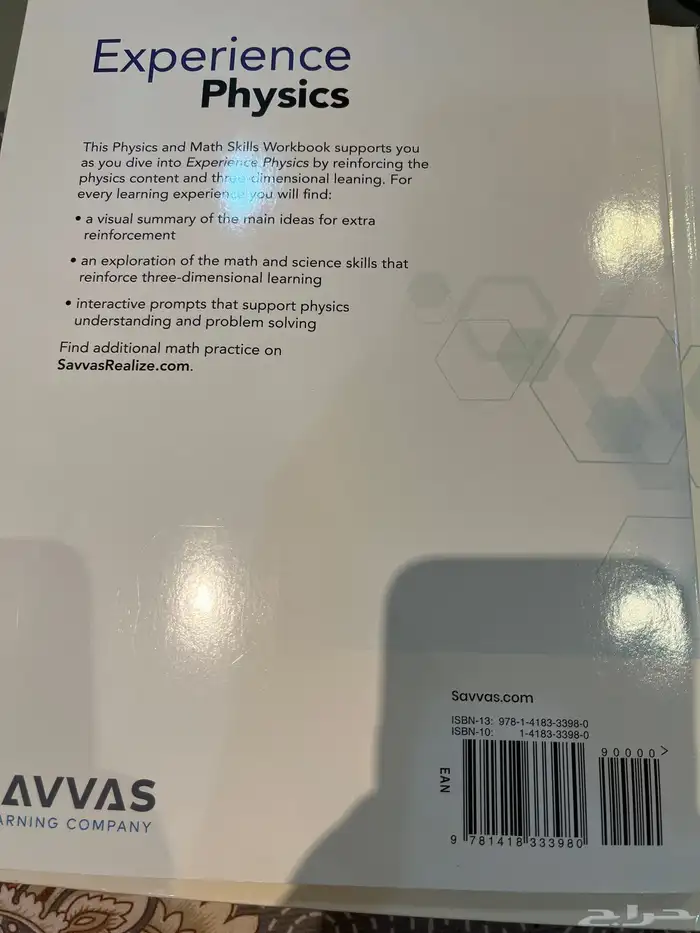 Experience
Physics
This Physics and Math Skills Workbook supports you
as you dive into Experience Physics by reinforcing the
physics content and three-dimensional leaning. For
every learning experience you will find:
• a visual summary of the main ideas for extra
reinforcement
• an exploration of the math and science skills that
reinforce three-dimensional learning
• interactive prompts that support physics
understanding and problem solving
Find additional math practice on
SavvasRealize.com.
Savvas.com
ISBN-13: 978-1-4183-3398-0
ISBN-10: 1-4183-3398-0
90000>
EAN
9 781418 333980
AVVAS
ARNING COMPANY
حراج